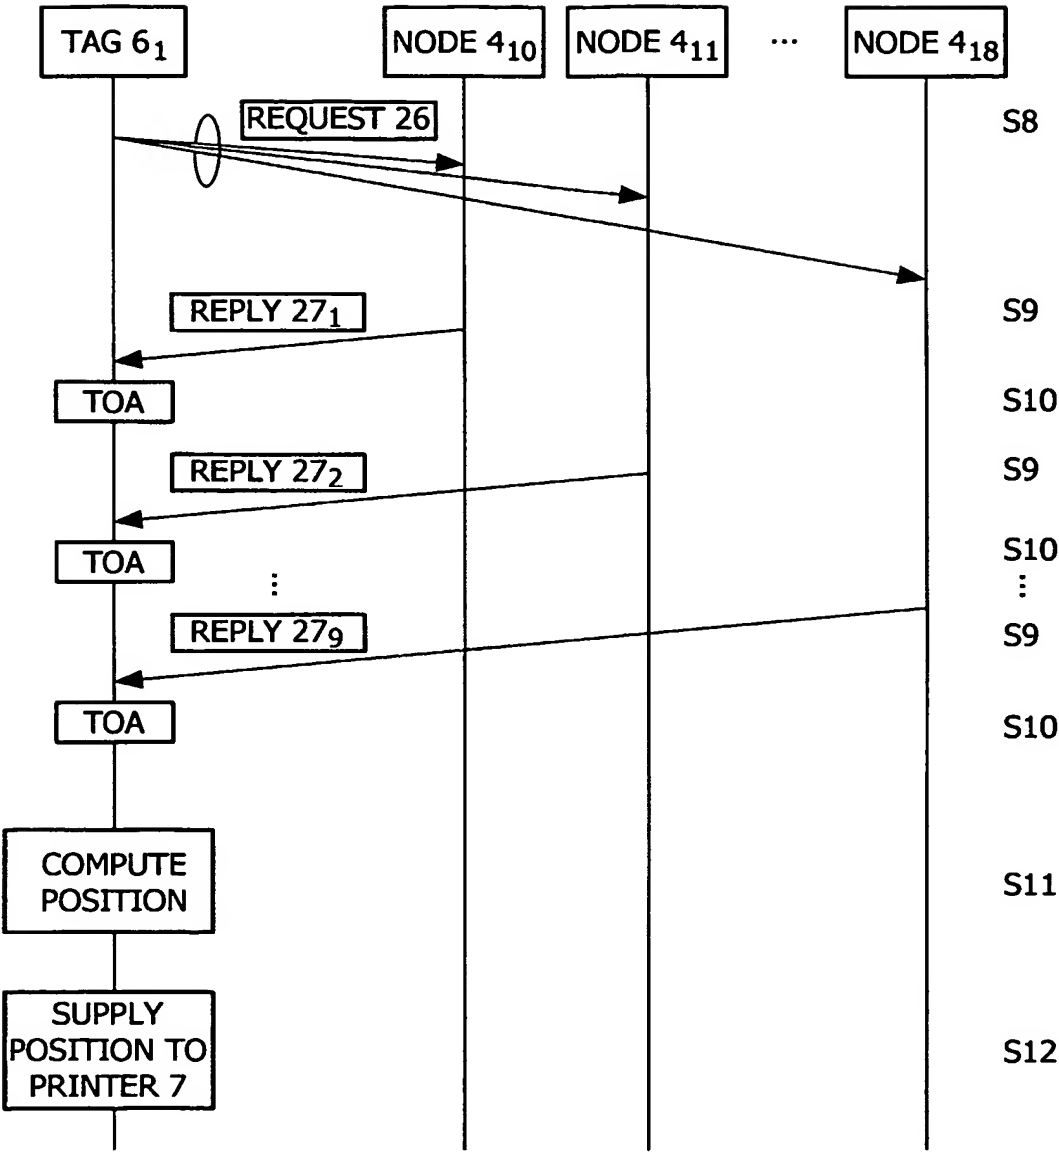 TAG 6₁ NODE 4₁₀ NODE 4₁₁ ... NODE 4₁₈
REQUEST 26 S8
REPLY 27₁ S9
TOA S10
REPLY 27₂ S9
TOA S10
⋮ ⋮
REPLY 27₉ S9
TOA S10
COMPUTE
POSITION S11
SUPPLY
POSITION TO S12
PRINTER 7